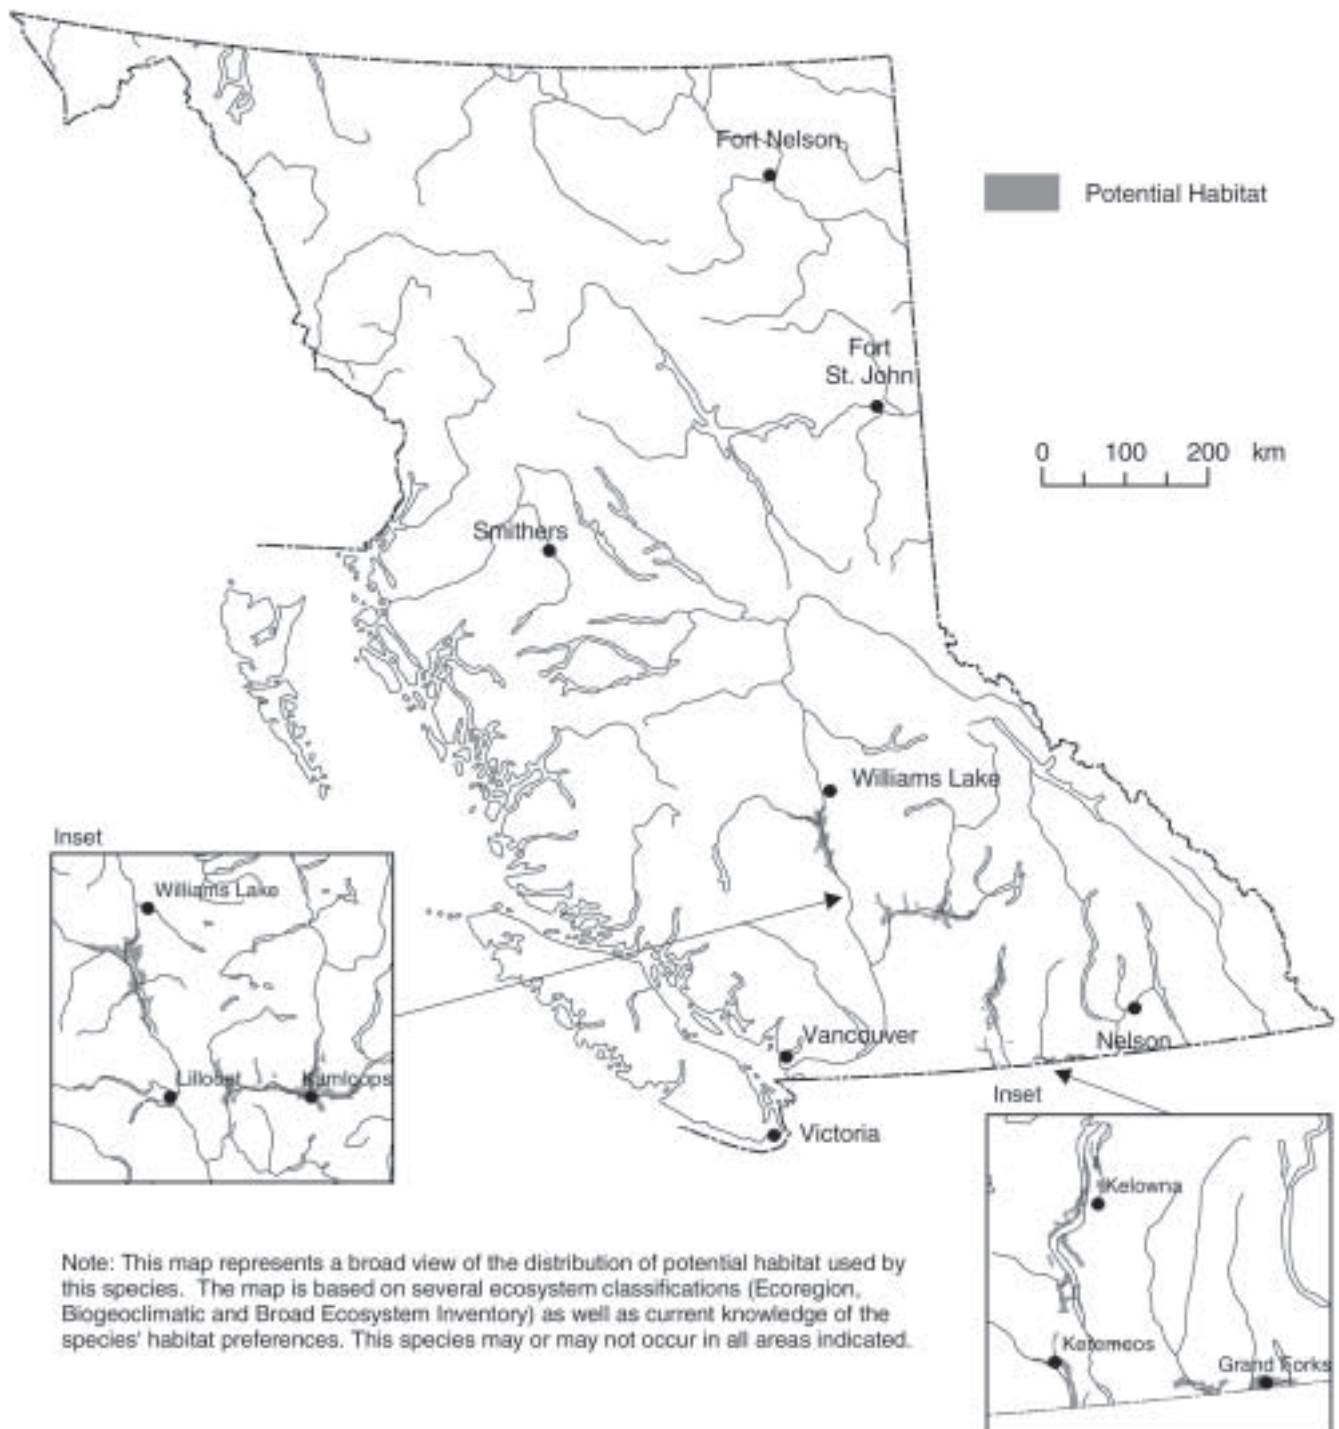 Fort Nelson
Potential Habitat
Fort
St. John
0 100 200 km
Smithers
Williams Lake
Inset
Williams Lake
Lillooet
Kamloops
Vancouver
Nelson
Victoria
Inset
Kelowna
Keremeos
Grand Forks
Note: This map represents a broad view of the distribution of potential habitat used by
this species. The map is based on several ecosystem classifications (Ecoregion,
Biogeoclimatic and Broad Ecosystem Inventory) as well as current knowledge of the
species' habitat preferences. This species may or may not occur in all areas indicated.